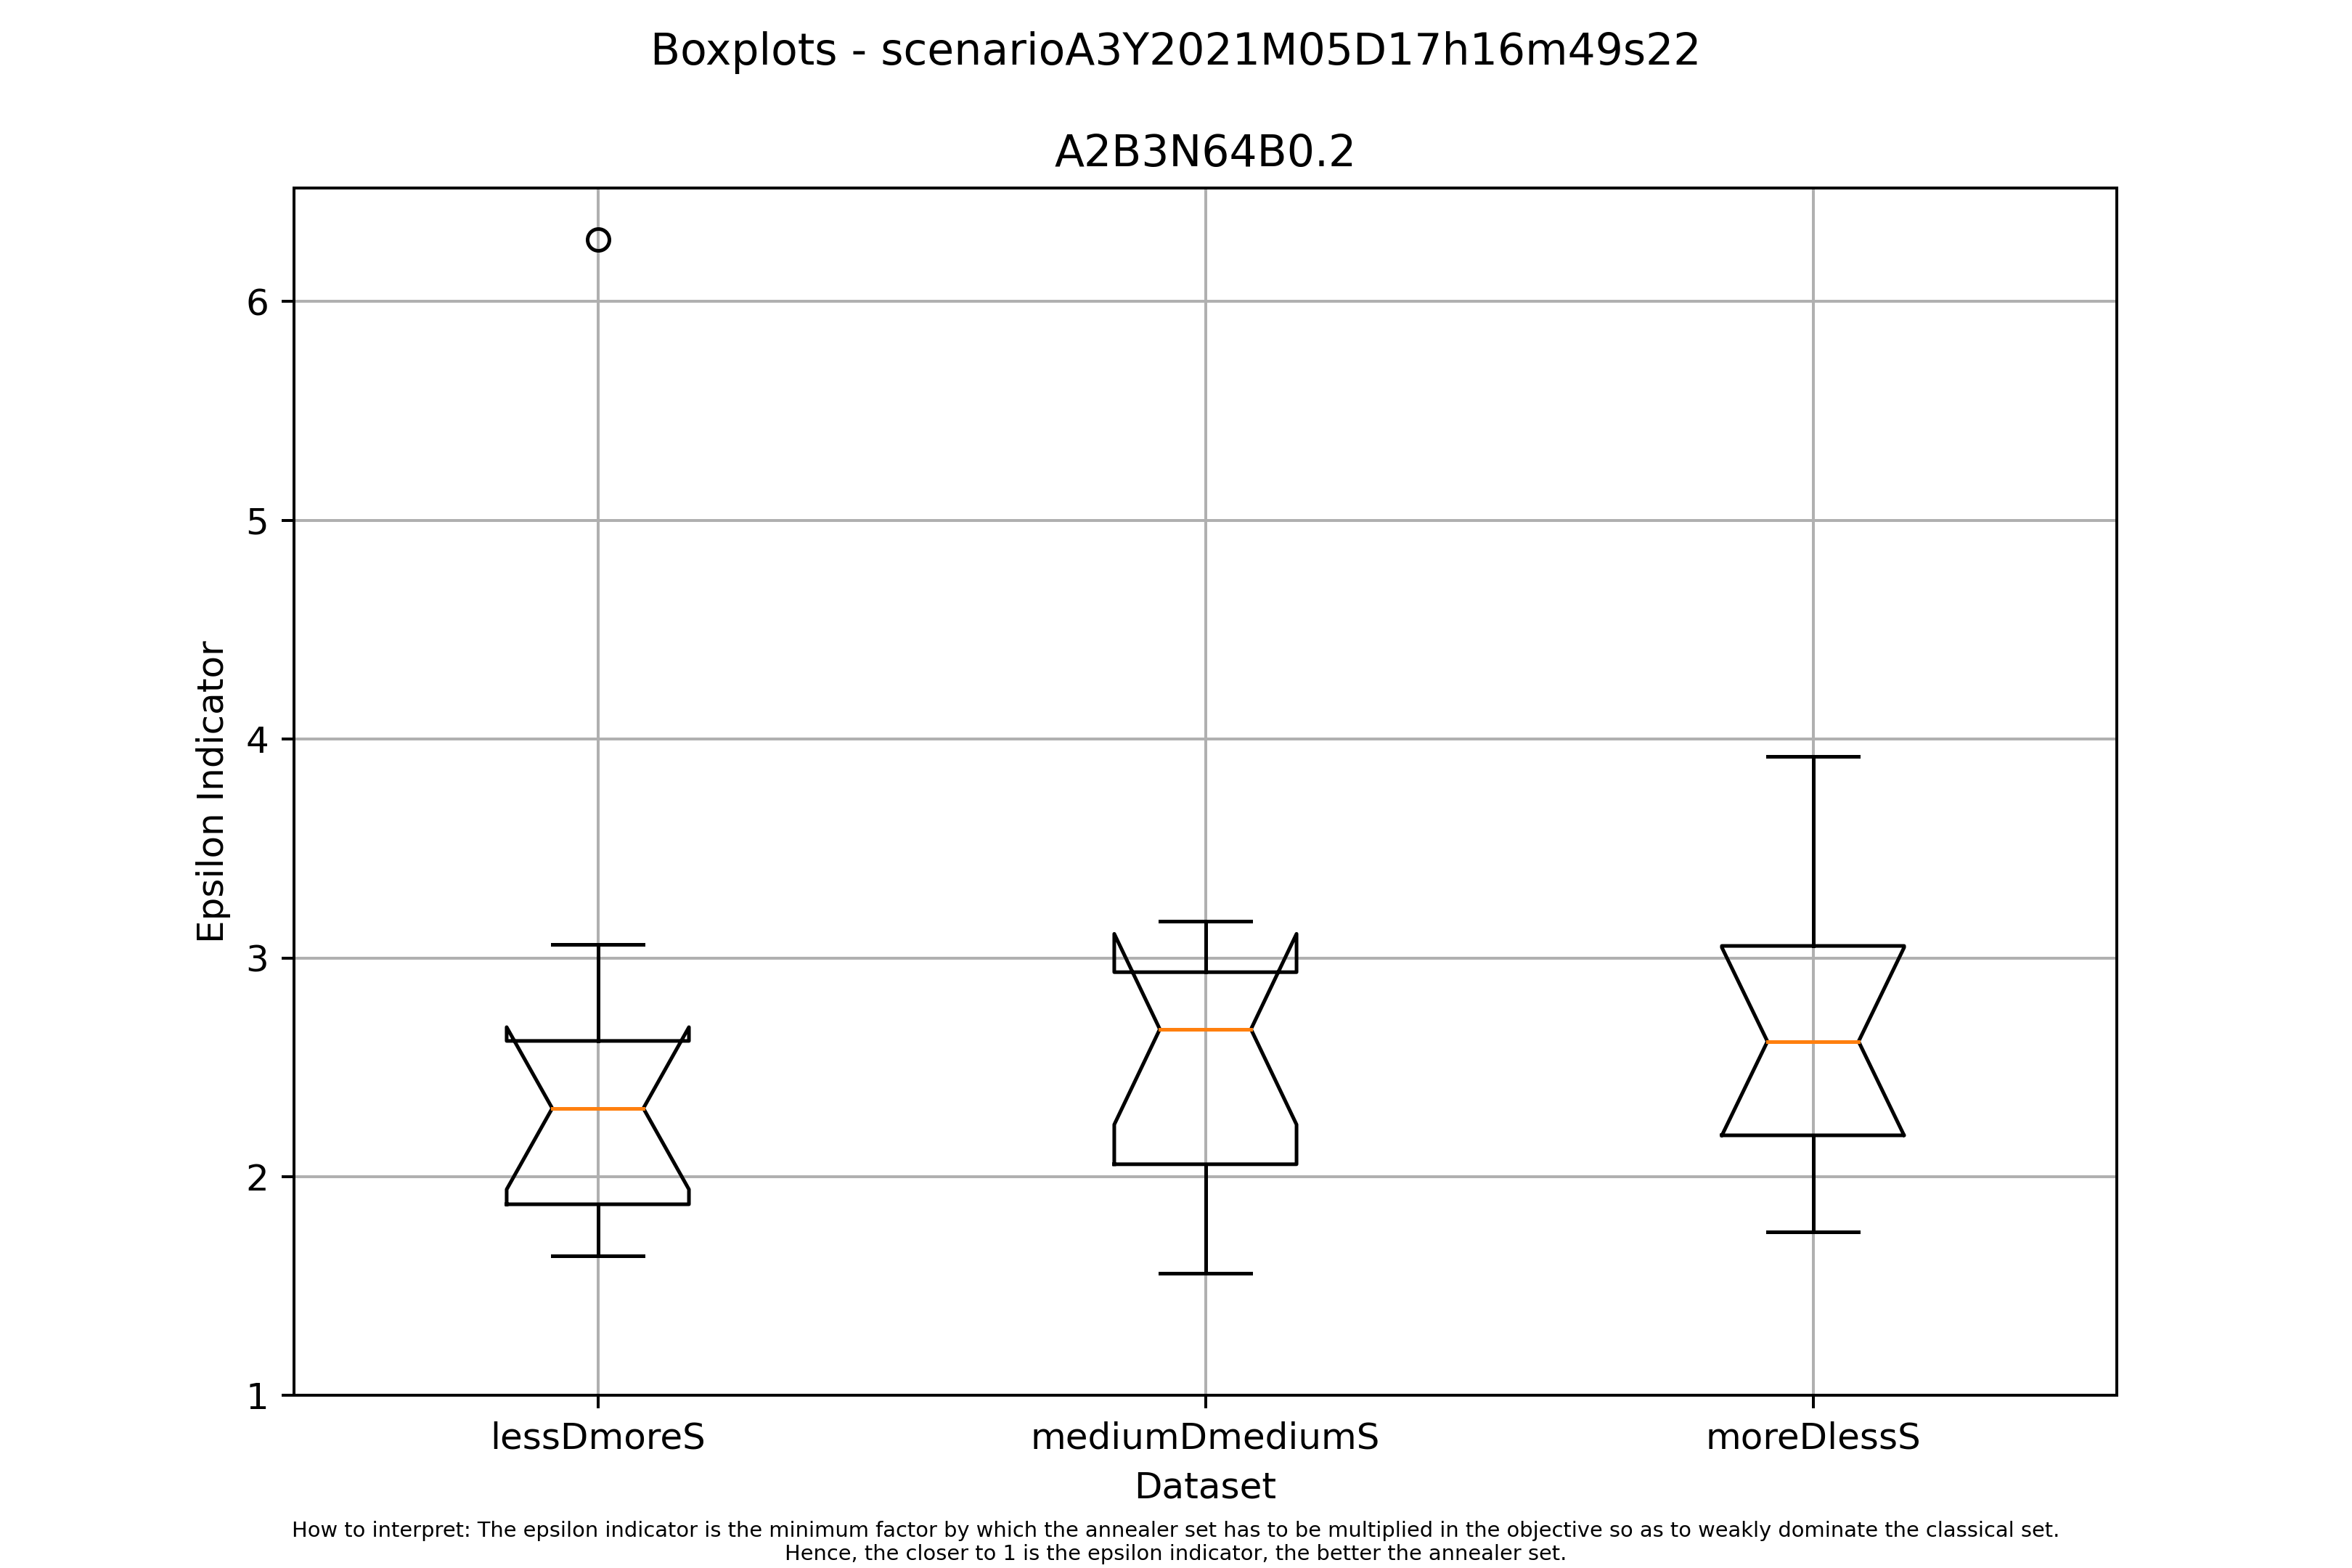 Boxplots - scenarioA3Y2021M05D17h16m49s22
A2B3N64B0.2
Epsilon Indicator
6
5
4
3
2
1
lessDmoreS
mediumDmediumS
moreDlessS
Dataset
How to interpret: The epsilon indicator is the minimum factor by which the annealer set has to be multiplied in the objective so as to weakly dominate the classical set.
Hence, the closer to 1 is the epsilon indicator, the better the annealer set.